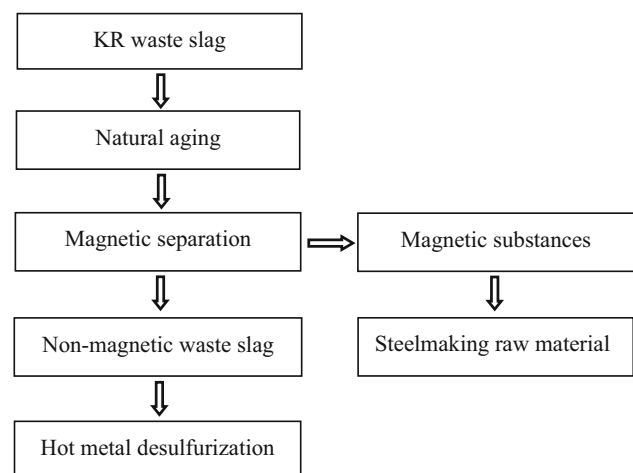 KR waste slag
Natural aging
Magnetic separation
Magnetic substances
Non-magnetic waste slag
Steelmaking raw material
Hot metal desulfurization